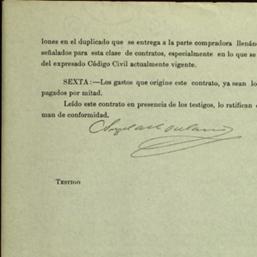 lones en el duplicado que se entrega a la parte compradora llenánd
señalados para esta clase de contratos, especialmente en lo que se
del expresado Código Civil actualmente vigente.
SEXTA:—Los gastos que origine este contrato, ya sean lo
pagados por mitad.
Leído este contrato en presencia de los testigos, lo ratifican
man de conformidad.
TESTIGO